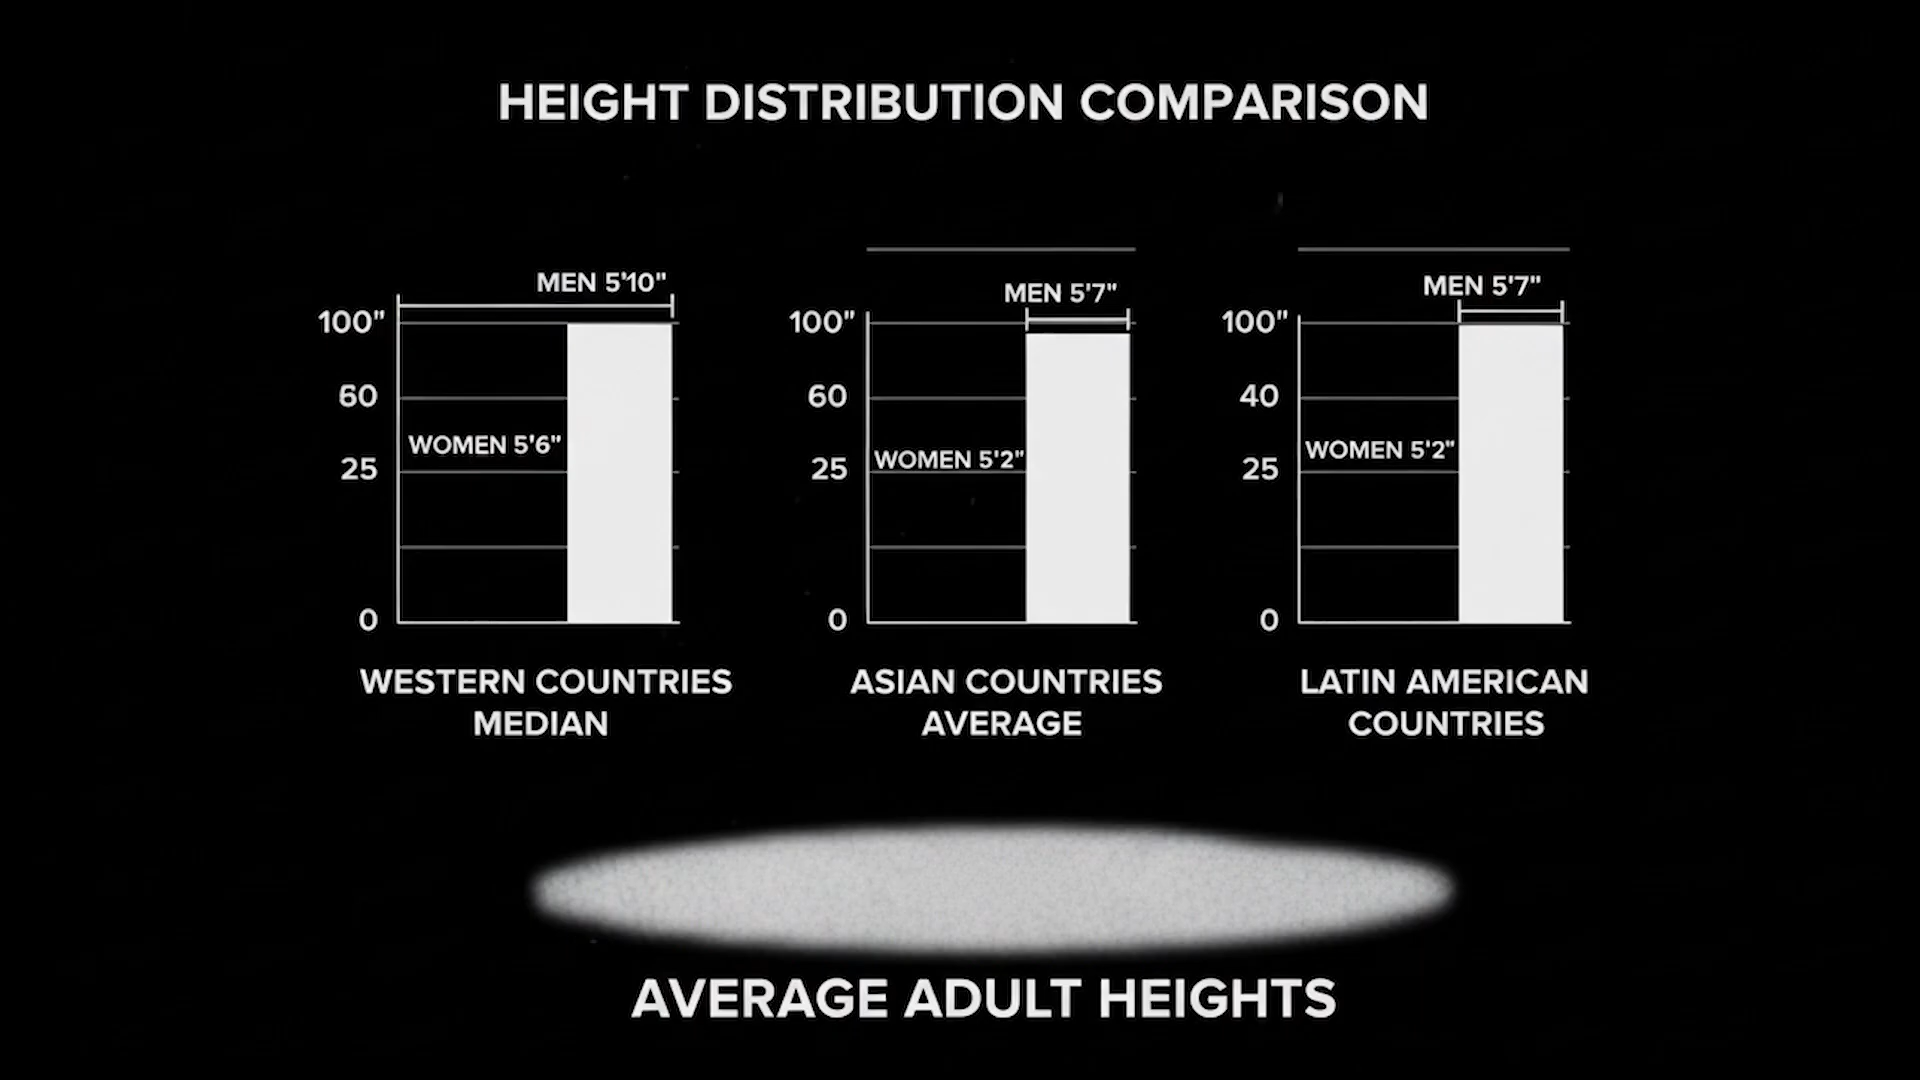 HEIGHT DISTRIBUTION COMPARISON
MEN 5'10"
100"
60
WOMEN 5'6"
25
0
WESTERN COUNTRIES
MEDIAN
MEN 5'7"
100"
60
WOMEN 5'2"
25
0
ASIAN COUNTRIES
AVERAGE
MEN 5'7"
100"
40
WOMEN 5'2"
25
0
LATIN AMERICAN
COUNTRIES
AVERAGE ADULT HEIGHTS